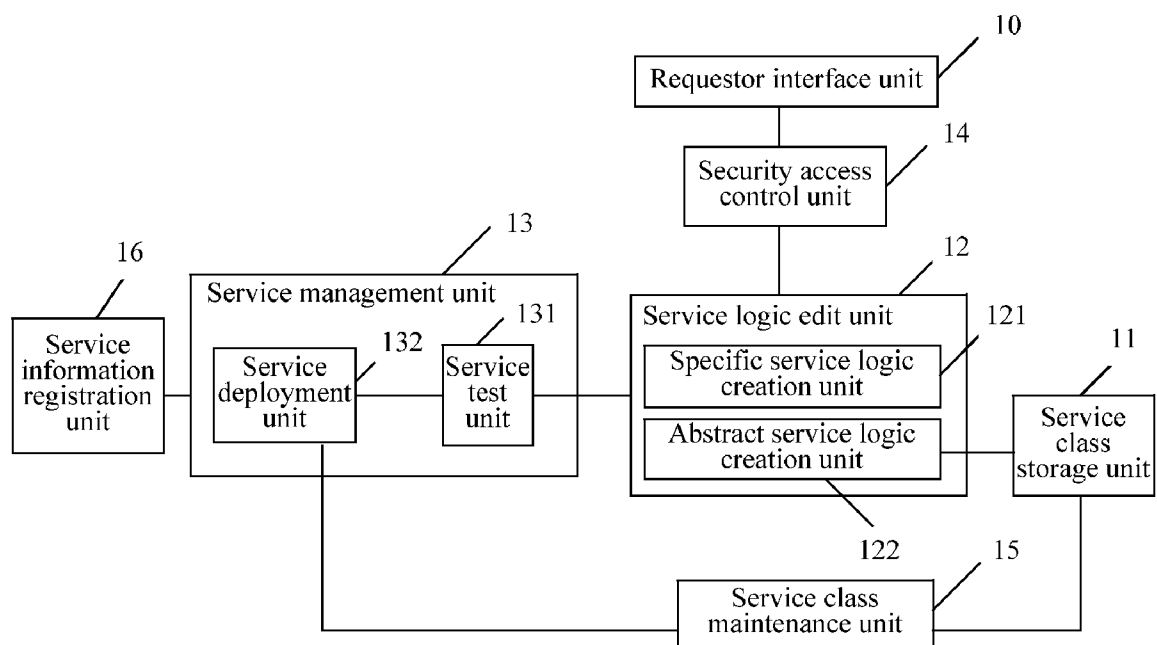 10
Requestor interface unit
14
Security access
control unit
13
12
16
Service management unit
Service logic edit unit
131
121
132
11
Service
information
registration
unit
Service
deployment
unit
Service
test
unit
Specific service logic
creation unit
Abstract service logic
creation unit
Service
class
storage unit
122
15
Service class
maintenance unit